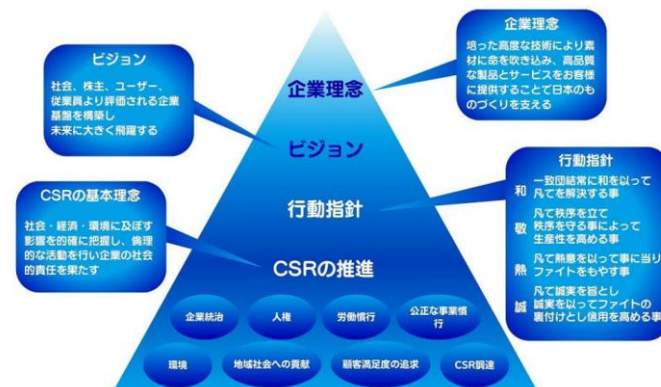 企業理念
培った高度な技術により素
材に命を吹き込み、高品質
な製品とサービスをお客様
に提供することで日本のも
のづくりを支える
ビジョン
社会、株主、ユーザー、
従業員より評価される企業
基盤を構築し
未来に大きく飛躍する
企業理念
ビジョン
行動指針
CSRの推進
行動指針
和 一致団結常に和を以って
凡てを解決する事
敬 凡て秩序を立て
秩序を守る事によって
生産性を高める事
熱 凡て熱意を以って事に当り
ファイトをもやす事
誠 凡て誠実を旨とし
誠実を以ってファイトの
裏付けとし信用を高める事
CSRの基本理念
社会・経済・環境に及ぼす
影響を的確に把握し、倫理
的な活動を行い企業の社会
的責任を果たす
企業統治
人権
労働慣行
公正な事業慣
行
環境
地域社会への貢献
顧客満足度の追求
CSR調達